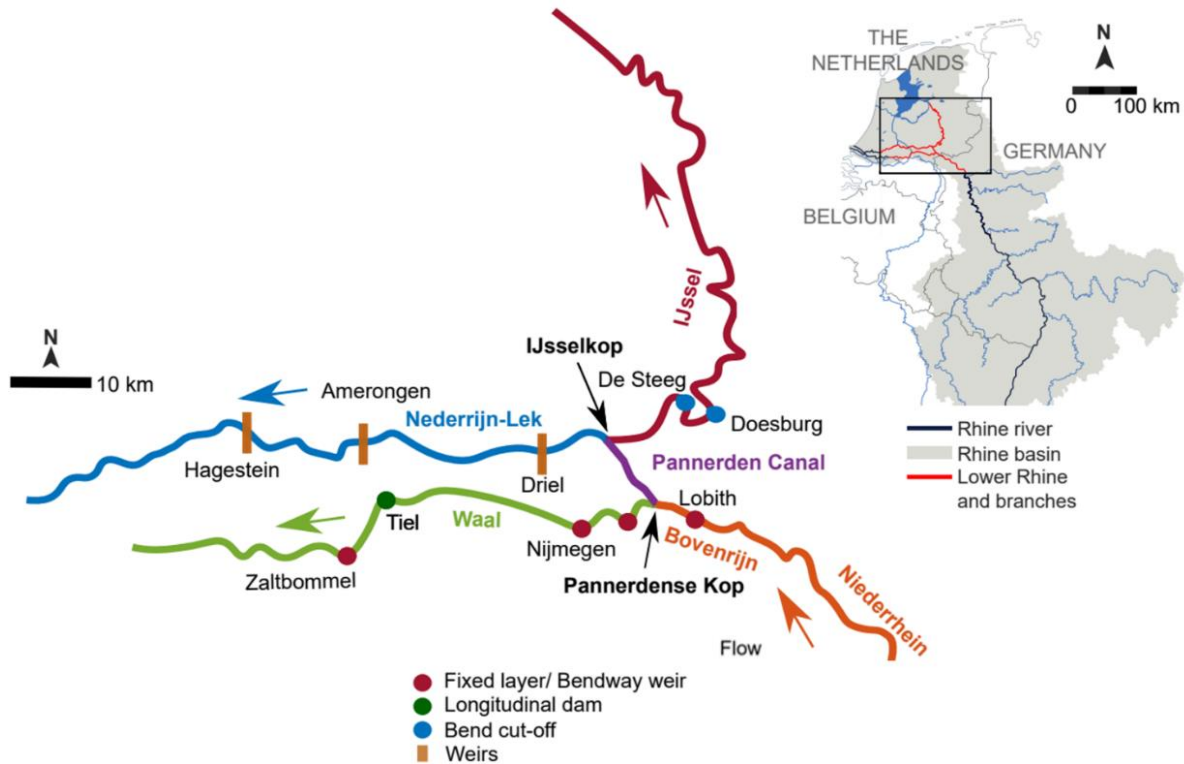 THE
NETHERLANDS
N
0 100 km
GERMANY
BELGIUM
Rhine river
Rhine basin
Lower Rhine
and branches
IJssel
N
10 km
IJsselkop
De Steeg
Amerongen
Nederrijn-Lek
Doesburg
Pannerden Canal
Hagestein
Driel
Lobith
Tiel
Waal
Nijmegen
Bovenrijn
Zaltbommel
Pannerdense Kop
Niederrhein
Flow
Fixed layer/ Bendway weir
Longitudinal dam
Bend cut-off
Weirs